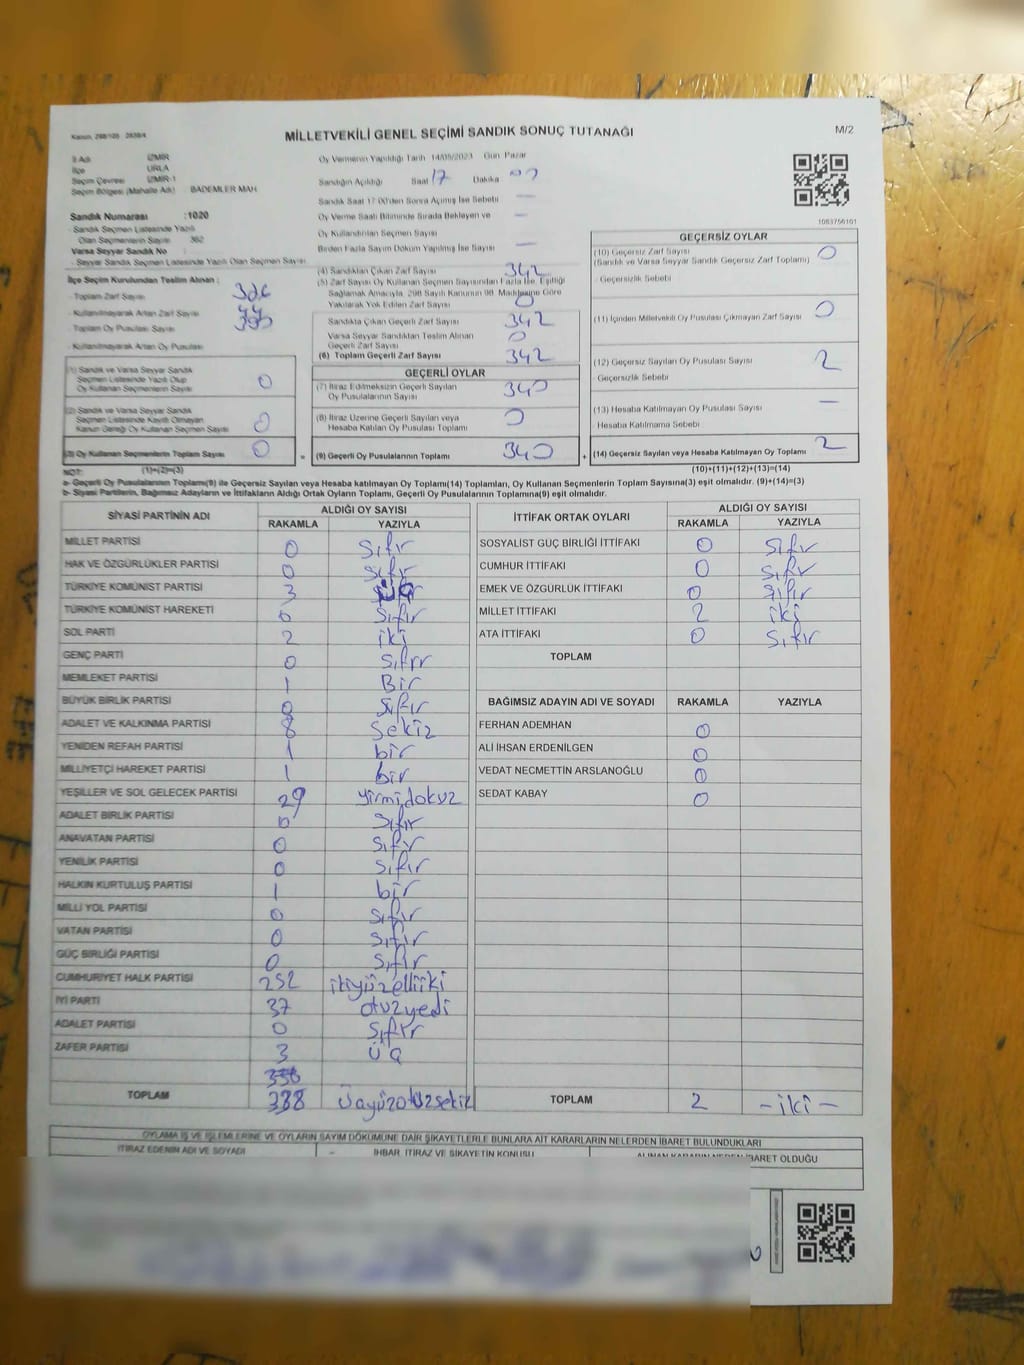 Kanun, 298/105 2839/4
MİLLETVEKİLİ GENEL SEÇİMİ SANDIK SONUÇ TUTANAĞI
M/2
İl Adı İZMİR
İlçe URLA
Seçim Çevresi İZMİR-1
Seçim Bölgesi (Mahalle Adı) : BADEMLER MAH
Sandık Numarası :1020
Sandık Seçmen Listesinde Yazılı
Olan Seçmenlerin Sayısı 362
Varsa Seyyar Sandık No :
- Seyyar Sandık Seçmen Listesinde Yazılı Olan Seçmen Sayısı
Oy Vermenin Yapıldığı Tarih 14/05/2023 Gün Pazar
Sandığın Açıldığı Saat 17 Dakika
Sandık Saat 17:00'den Sonra Açılmış İse Sebebi —
Oy Verme Saati Bitiminde Sırada Bekleyen ve
Oy Kullandırılan Seçmen Sayısı —
Birden Fazla Sayım Döküm Yapılmış İse Sayısı —
1083756101
İlçe Seçim Kurulundan Teslim Alınan :
- Toplam Zarf Sayısı
- Kullanılmayarak Artan Zarf Sayısı
- Toplam Oy Pusulası Sayısı
- Kullanılmayarak Artan Oy Pusulası
(4) Sandıktan Çıkan Zarf Sayısı 342
(5) Zarf Sayısı Oy Kullanan Seçmen Sayısından Fazla İse, Eşitliği
Sağlamak Amacıyla, 298 Sayılı Kanunun 98. Maddesine Göre
Yakılarak Yok Edilen Zarf Sayısı 0
Sandıkta Çıkan Geçerli Zarf Sayısı 342
Varsa Seyyar Sandıktan Teslim Alınan
Geçerli Zarf Sayısı 0
(6) Toplam Geçerli Zarf Sayısı 342
GEÇERSİZ OYLAR
(10) Geçersiz Zarf Sayısı 0
(Sandık ve Varsa Seyyar Sandık Geçersiz Zarf Toplamı)
Geçersizlik Sebebi :
(11) İçinden Milletvekili Oy Pusulası Çıkmayan Zarf Sayısı 0
(12) Geçersiz Sayılan Oy Pusulası Sayısı 2
Geçersizlik Sebebi :
(13) Hesaba Katılmayan Oy Pusulası Sayısı —
Hesaba Katılmama Sebebi :
(14) Geçersiz Sayılan veya Hesaba Katılmayan Oy Toplamı 2
(1) Sandık ve Varsa Seyyar Sandık
Seçmen Listesinde Yazılı Olup
Oy Kullanan Seçmenlerin Sayısı 0
(2) Sandık ve Varsa Seyyar Sandık
Seçmen Listesinde Kayıtlı Olmayan
Kanun Gereği Oy Kullanan Seçmen Sayısı 0
(3) Oy Kullanan Seçmenlerin Toplam Sayısı 0
GEÇERLİ OYLAR
(7) İtiraz Edilmeksizin Geçerli Sayılan
Oy Pusulalarının Sayısı 340
(8) İtiraz Üzerine Geçerli Sayılan veya
Hesaba Katılan Oy Pusulası Toplamı 0
= (9) Geçerli Oy Pusulalarının Toplamı 340 +
NOT: (1)+(2)=(3)
(10)+(11)+(12)+(13)=(14)
a- Geçerli Oy Pusulalarının Toplamı(9) ile Geçersiz Sayılan veya Hesaba katılmayan Oy Toplamı(14) Toplamları, Oy Kullanan Seçmenlerin Toplam Sayısına(3) eşit olmalıdır. (9)+(14)=(3)
b- Siyasi Partilerin, Bağımsız Adayların ve İttifakların Aldığı Ortak Oyların Toplamı, Geçerli Oy Pusulalarının Toplamına(9) eşit olmalıdır.
SİYASİ PARTİNİN ADI ALDIĞI OY SAYISI
RAKAMLA YAZIYLA
MİLLET PARTİSİ 0 sıfır
HAK VE ÖZGÜRLÜKLER PARTİSİ 0 sıfır
TÜRKİYE KOMÜNİST PARTİSİ 3
TÜRKİYE KOMÜNİST HAREKETİ 0 sıfır
SOL PARTİ 2 iki
GENÇ PARTİ 0 sıfır
MEMLEKET PARTİSİ 1 Bir
BÜYÜK BİRLİK PARTİSİ 0 sıfır
ADALET VE KALKINMA PARTİSİ 8 sekiz
YENİDEN REFAH PARTİSİ 1 bir
MİLLİYETÇİ HAREKET PARTİSİ 1 bir
YEŞİLLER VE SOL GELECEK PARTİSİ 29 yirmidokuz
ADALET BİRLİK PARTİSİ 0 sıfır
ANAVATAN PARTİSİ 0 sıfır
YENİLİK PARTİSİ 0 sıfır
HALKIN KURTULUŞ PARTİSİ 1 bir
MİLLİ YOL PARTİSİ 0 sıfır
VATAN PARTİSİ 0 sıfır
GÜÇ BİRLİĞİ PARTİSİ 0 sıfır
CUMHURİYET HALK PARTİSİ 252 ikiyüzelliiki
İYİ PARTİ 37 otuzyedi
ADALET PARTİSİ 0 sıfır
ZAFER PARTİSİ 3 üç
TOPLAM 338 üçyüzotuzsekiz
İTTİFAK ORTAK OYLARI ALDIĞI OY SAYISI
RAKAMLA YAZIYLA
SOSYALİST GÜÇ BİRLİĞİ İTTİFAKI 0 sıfır
CUMHUR İTTİFAKI 0 sıfır
EMEK VE ÖZGÜRLÜK İTTİFAKI 0 sıfır
MİLLET İTTİFAKI 2 iki
ATA İTTİFAKI 0 sıfır
TOPLAM
BAĞIMSIZ ADAYIN ADI VE SOYADI RAKAMLA YAZIYLA
FERHAN ADEMHAN 0
ALİ İHSAN ERDENİLGEN 0
VEDAT NECMETTİN ARSLANOĞLU 0
SEDAT KABAY 0
TOPLAM 2 -iki-
OYLAMA İŞ VE İŞLEMLERİNE VE OYLARIN SAYIM DÖKÜMÜNE DAİR ŞİKAYETLERLE BUNLARA AİT KARARLARIN NELERDEN İBARET BULUNDUKLARI
İTİRAZ EDENİN ADI VE SOYADI
İHBAR, İTİRAZ VE ŞİKAYETİN KONUSU
ALINAN KARARIN NEDEN İBARET OLDUĞU